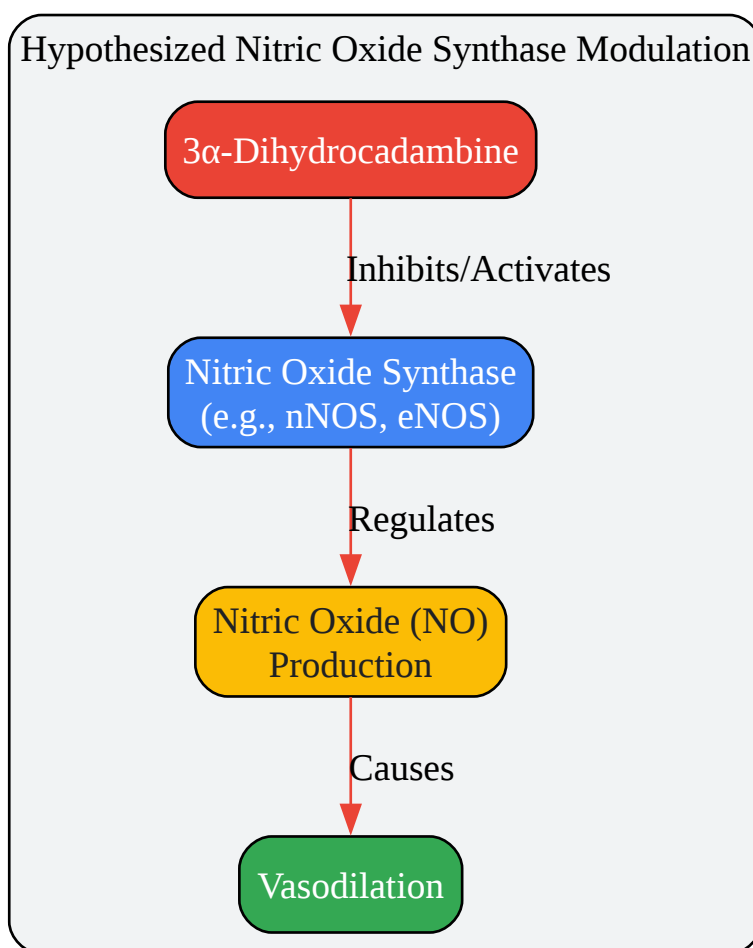 Hypothesized Nitric Oxide Synthase Modulation
3α-Dihydrocadambine
Inhibits/Activates
Nitric Oxide Synthase
(e.g., nNOS, eNOS)
Regulates
Nitric Oxide (NO)
Production
Causes
Vasodilation